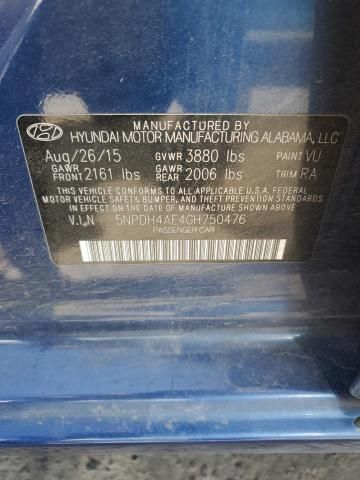 MANUFACTURED BY
HYUNDAI MOTOR MANUFACTURING ALABAMA, LLC
Aug/26/15 GVWR 3880 lbs PAINT VU
GAWR FRONT 2161 lbs GAWR REAR 2006 lbs TRIM RA
THIS VEHICLE CONFORMS TO ALL APPLICABLE U.S.A. FEDERAL
MOTOR VEHICLE SAFETY, BUMPER, AND THEFT PREVENTION
STANDARDS IN EFFECT ON THE DATE OF MANUFACTURE SHOWN ABOVE.
V.I.N 5NPDH4AE4GH750476
PASSENGER CAR